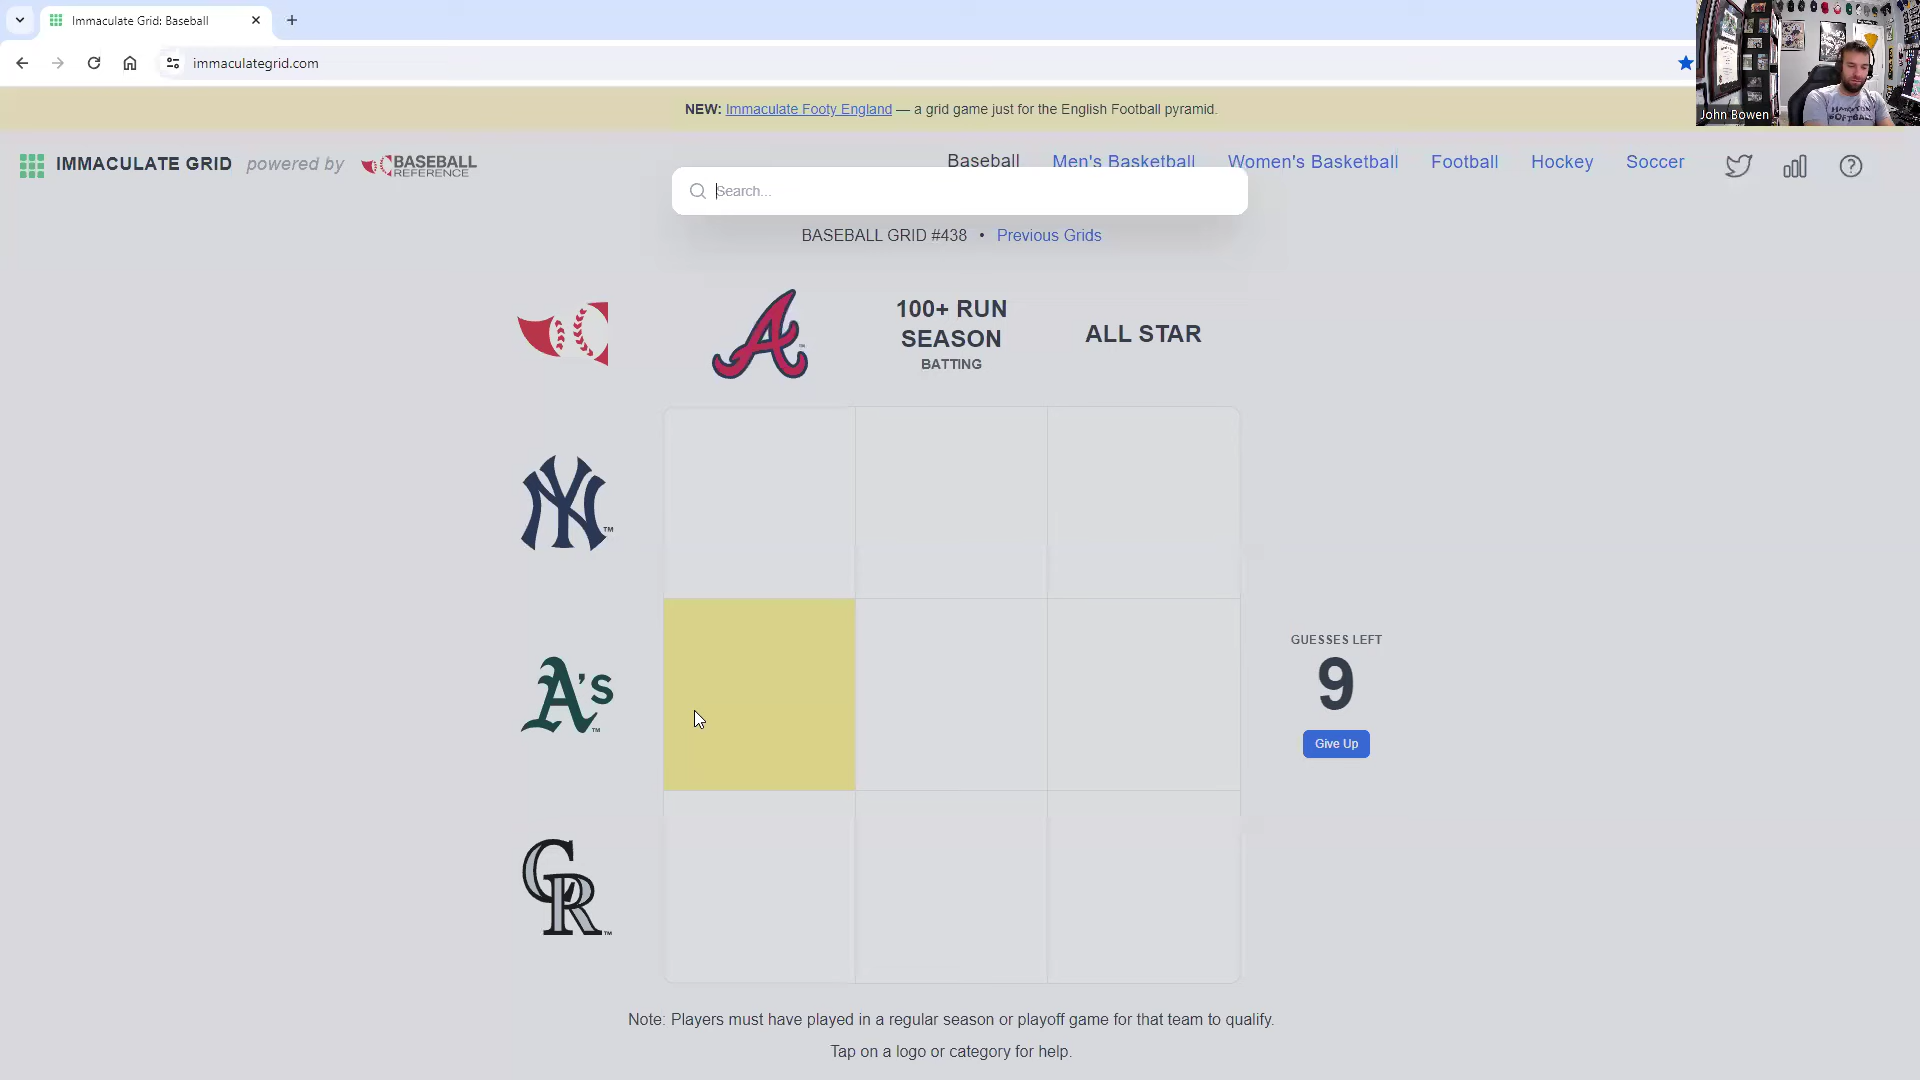 Immaculate Grid: Baseball
immaculategrid.com
NEW: Immaculate Footy England — a grid game just for the English Football pyramid.
John Bowen
IMMACULATE GRID powered by BASEBALL REFERENCE
Baseball Men's Basketball Women's Basketball Football Hockey Soccer
Search...
BASEBALL GRID #438 • Previous Grids
A
100+ RUN
SEASON
BATTING
ALL STAR
NY
A's
GUESSES LEFT
9
Give Up
CR
Note: Players must have played in a regular season or playoff game for that team to qualify.
Tap on a logo or category for help.